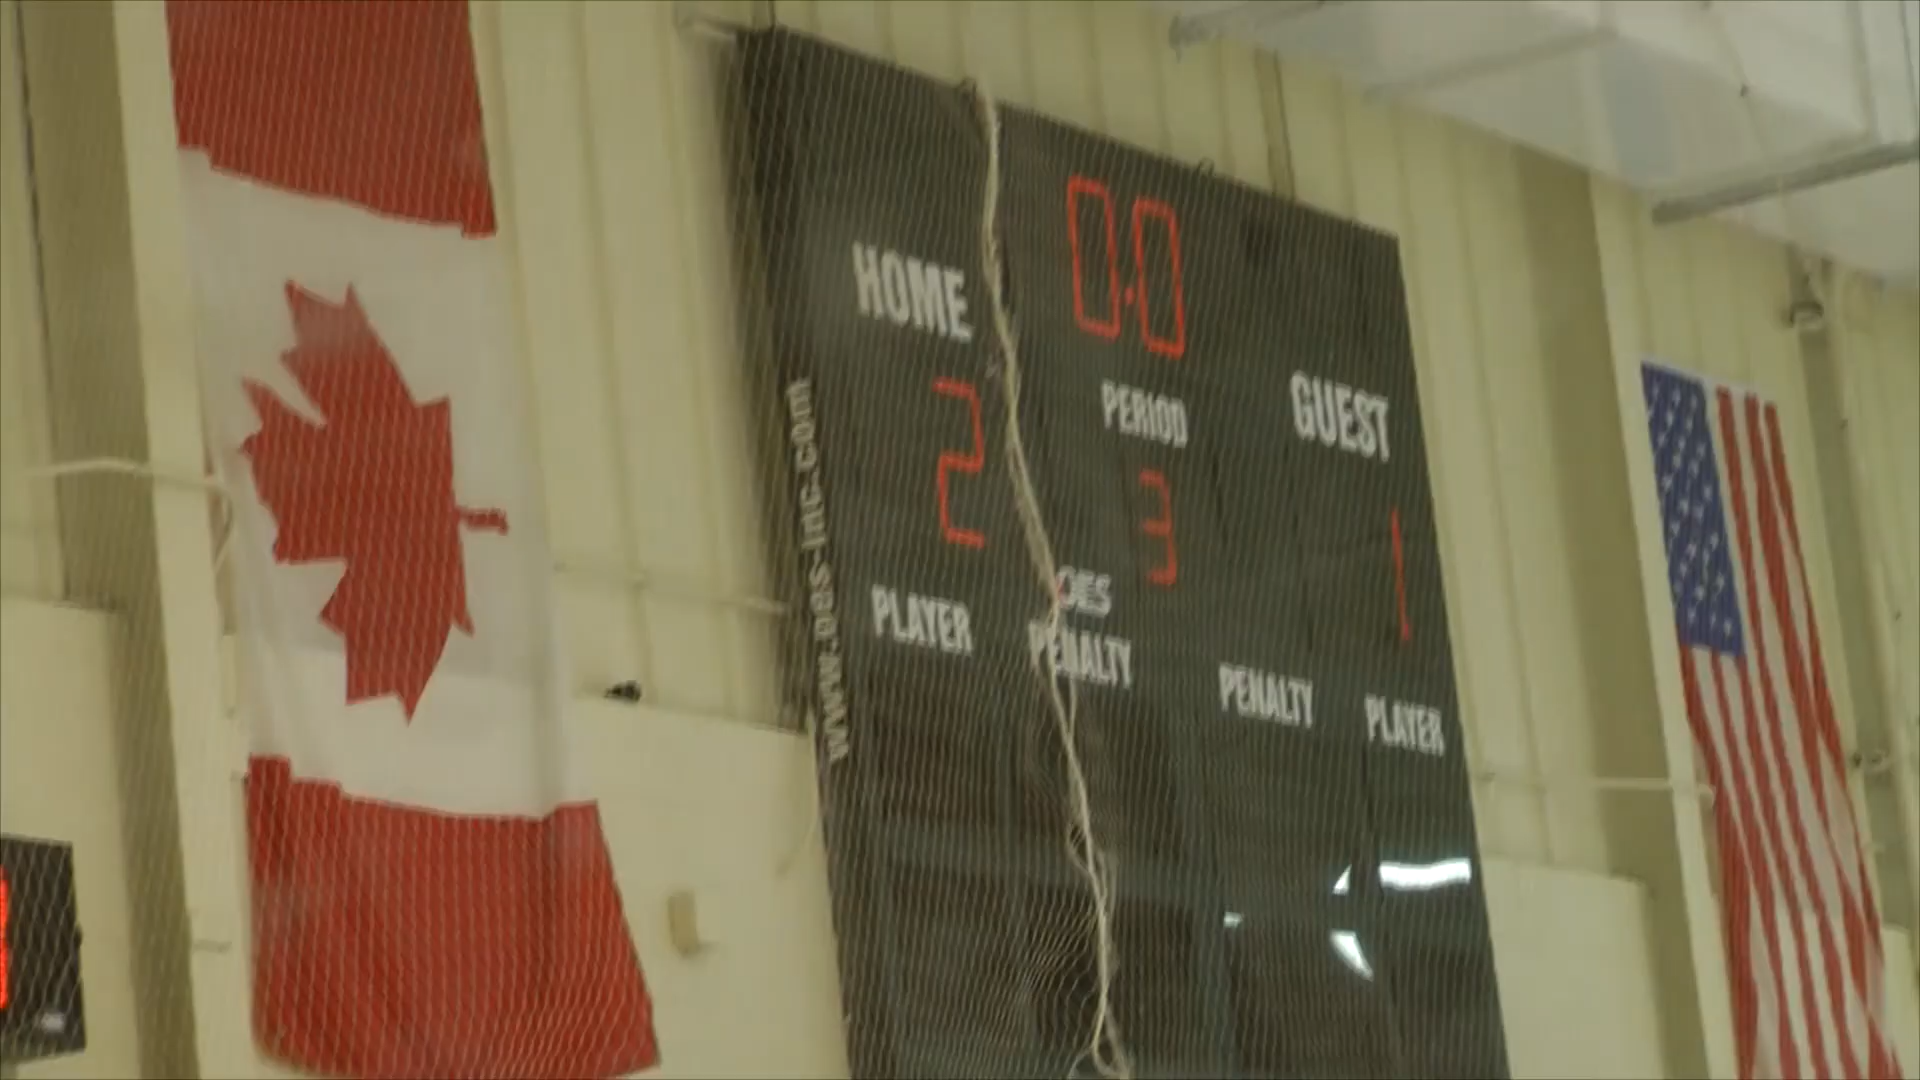 0.0
HOME
PERIOD
GUEST
2
3
1
OES
PLAYER
PENALTY
PENALTY
PLAYER
www.oes-inc.com